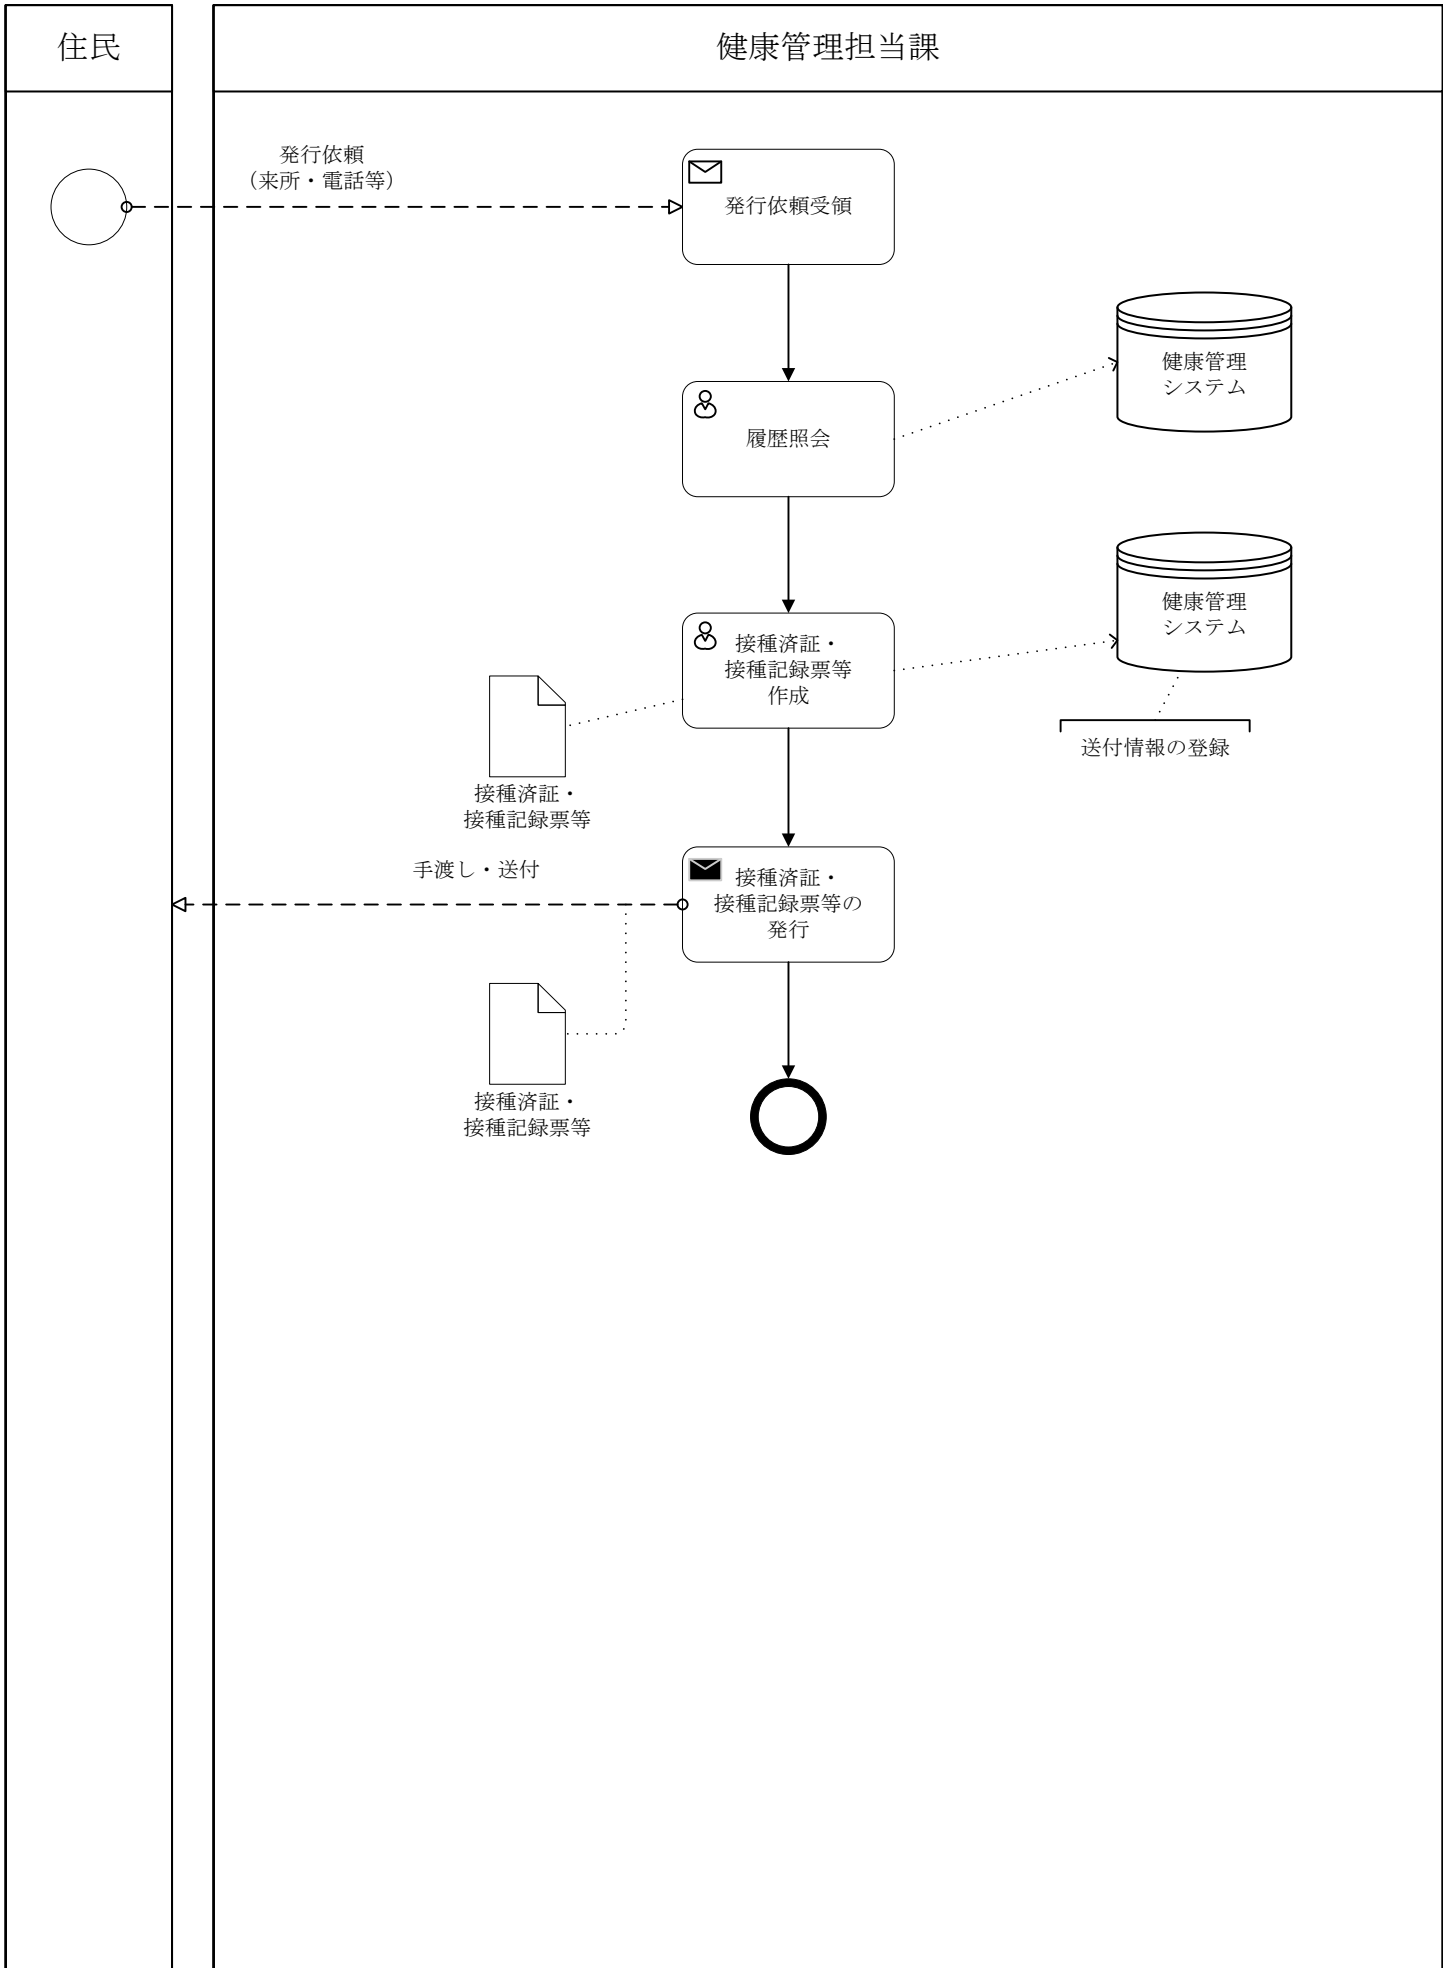 住民
健康管理担当課
発行依頼
（来所・電話等）
発行依頼受領
健康管理
システム
履歴照会
健康管理
システム
接種済証・
接種記録票等
作成
送付情報の登録
接種済証・
接種記録票等
手渡し・送付
接種済証・
接種記録票等の
発行
接種済証・
接種記録票等